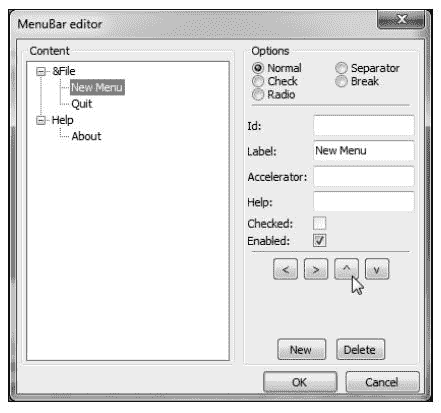 MenuBar editor
Content
&File
New Menu
Quit
Help
About
Options
Normal Separator
Check Break
Radio
Id:
Label: New Menu
Accelerator:
Help:
Checked:
Enabled:
< > ^ v
New Delete
OK Cancel